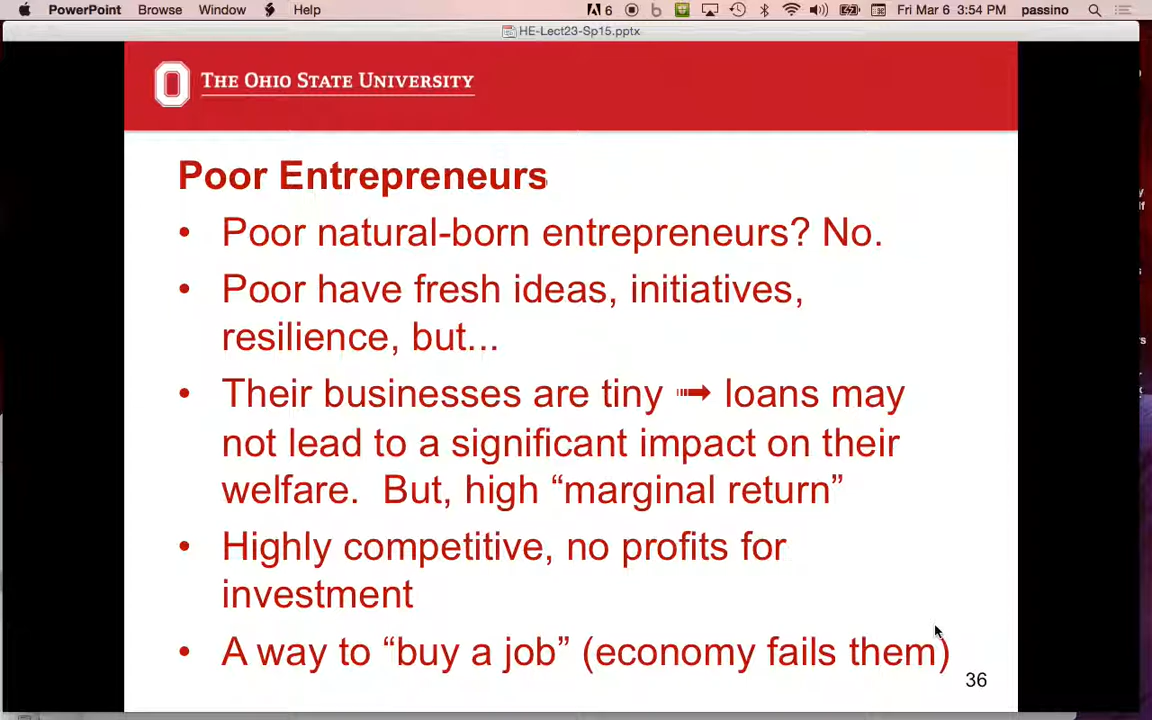 PowerPoint Browse Window Help 6 Fri Mar 6 3:54 PM passino
HE-Lect23-Sp15.pptx
THE OHIO STATE UNIVERSITY
Poor Entrepreneurs
• Poor natural-born entrepreneurs? No.
• Poor have fresh ideas, initiatives,
resilience, but...
• Their businesses are tiny ➟ loans may
not lead to a significant impact on their
welfare. But, high “marginal return”
• Highly competitive, no profits for
investment
• A way to “buy a job” (economy fails them)
36